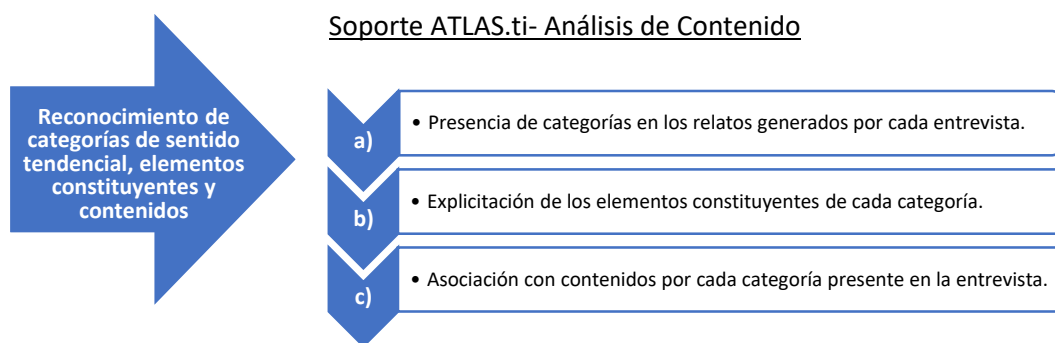 Soporte ATLAS.ti- Análisis de Contenido
Reconocimiento de
categorías de sentido
tendencial, elementos
constituyentes y
contenidos
a)
• Presencia de categorías en los relatos generados por cada entrevista.
b)
• Explicitación de los elementos constituyentes de cada categoría.
c)
• Asociación con contenidos por cada categoría presente en la entrevista.